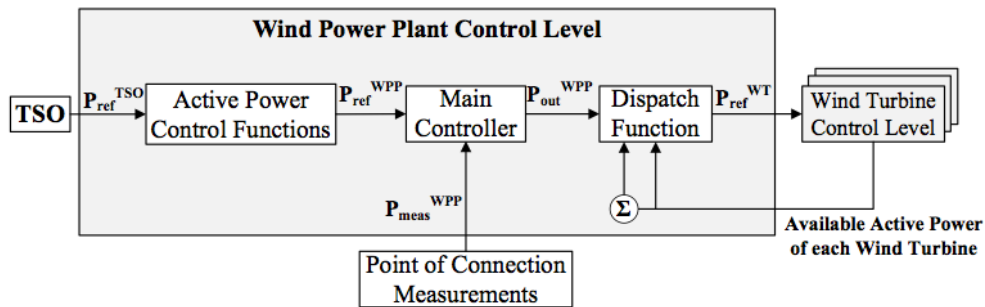 Wind Power Plant Control Level
TSO
P_ref^TSO
Active Power
Control Functions
P_ref^WPP
Main
Controller
P_out^WPP
Dispatch
Function
P_ref^WT
Wind Turbine
Control Level
P_meas^WPP
Σ
Available Active Power
of each Wind Turbine
Point of Connection
Measurements